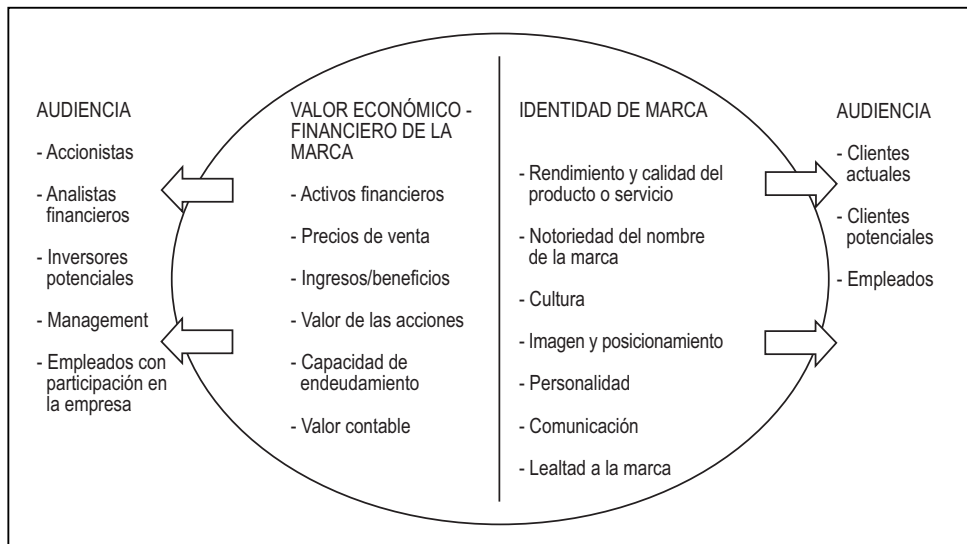 AUDIENCIA
- Accionistas
- Analistas
financieros
- Inversores
potenciales
- Management
- Empleados con
participación en
la empresa
VALOR ECONÓMICO -
FINANCIERO DE LA
MARCA
- Activos financieros
- Precios de venta
- Ingresos/beneficios
- Valor de las acciones
- Capacidad de
endeudamiento
- Valor contable
IDENTIDAD DE MARCA
- Rendimiento y calidad del
producto o servicio
- Notoriedad del nombre
de la marca
- Cultura
- Imagen y posicionamiento
- Personalidad
- Comunicación
- Lealtad a la marca
AUDIENCIA
- Clientes
actuales
- Clientes
potenciales
- Empleados